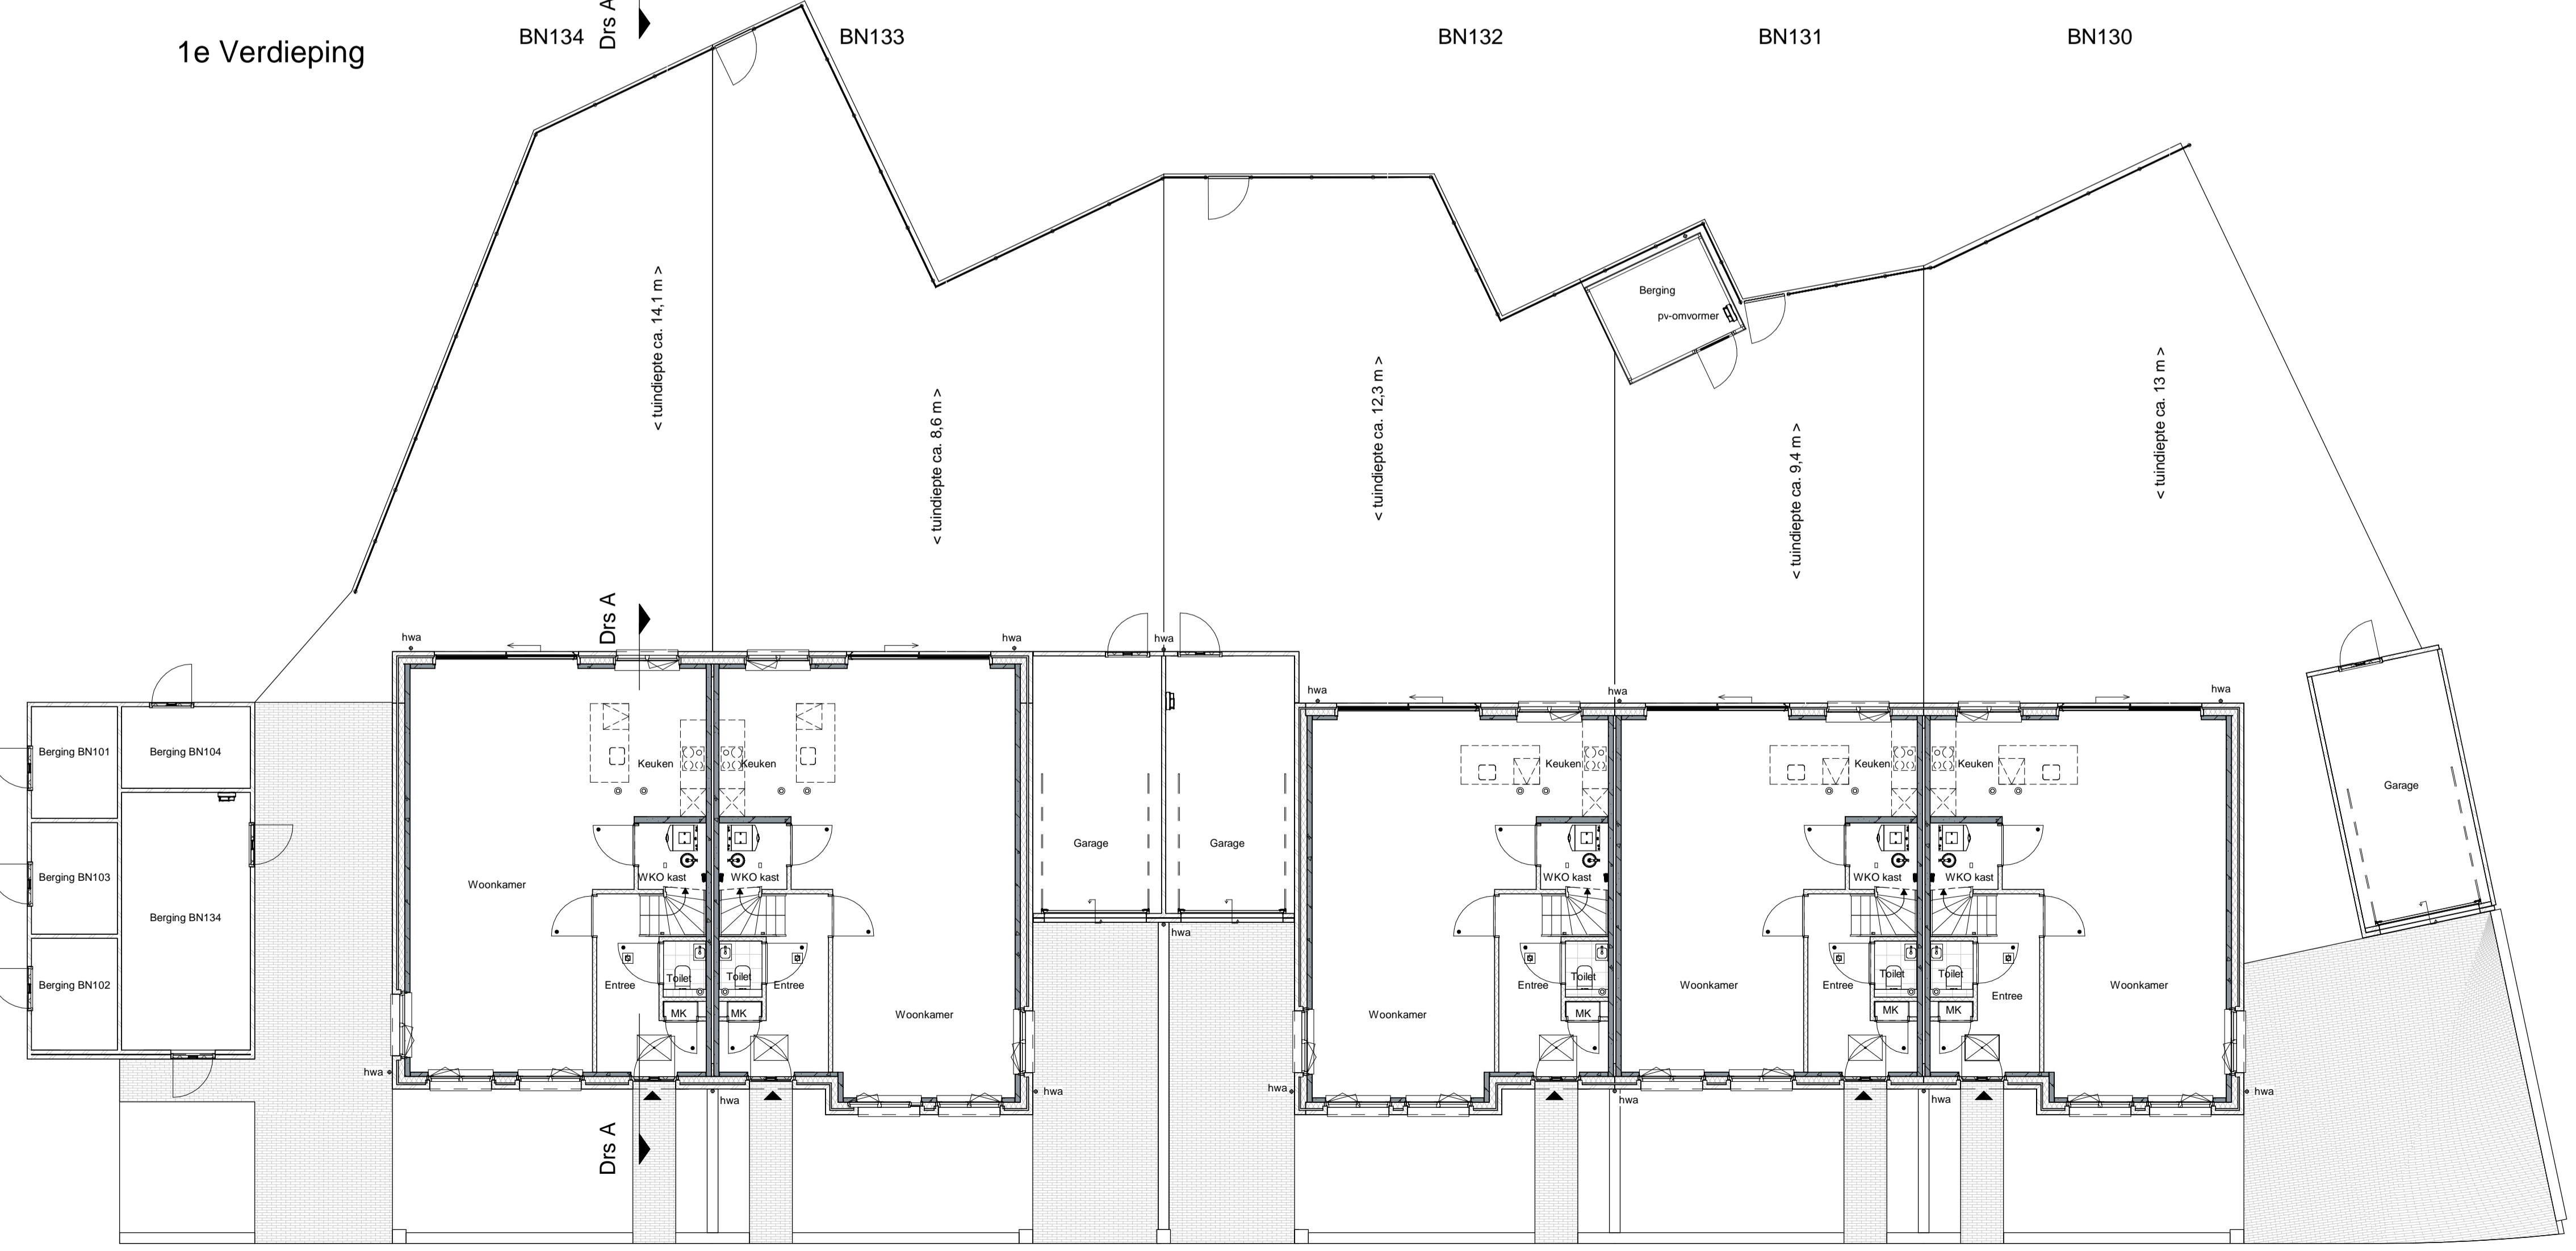 1e Verdieping
BN134
Drs A
BN133
BN132
BN131
BN130
< tuindiepte ca. 14,1 m >
< tuindiepte ca. 8,6 m >
< tuindiepte ca. 12,3 m >
< tuindiepte ca. 9,4 m >
< tuindiepte ca. 13 m >
Berging
pv-omvormer
Drs A
hwa
hwa
hwa
hwa
hwa
hwa
Berging BN101
Berging BN104
Keuken
Keuken
Keuken
Keuken
Keuken
Garage
Garage
Garage
Berging BN103
Woonkamer
WKO kast
WKO kast
WKO kast
WKO kast
WKO kast
Berging BN134
hwa
Berging BN102
Entree
Toilet
Toilet
Entree
Entree
Toilet
Woonkamer
Entree
Toilet
Toilet
Entree
Woonkamer
MK
MK
Woonkamer
Woonkamer
MK
MK
MK
hwa
hwa
hwa
hwa
hwa
hwa
hwa
Drs A